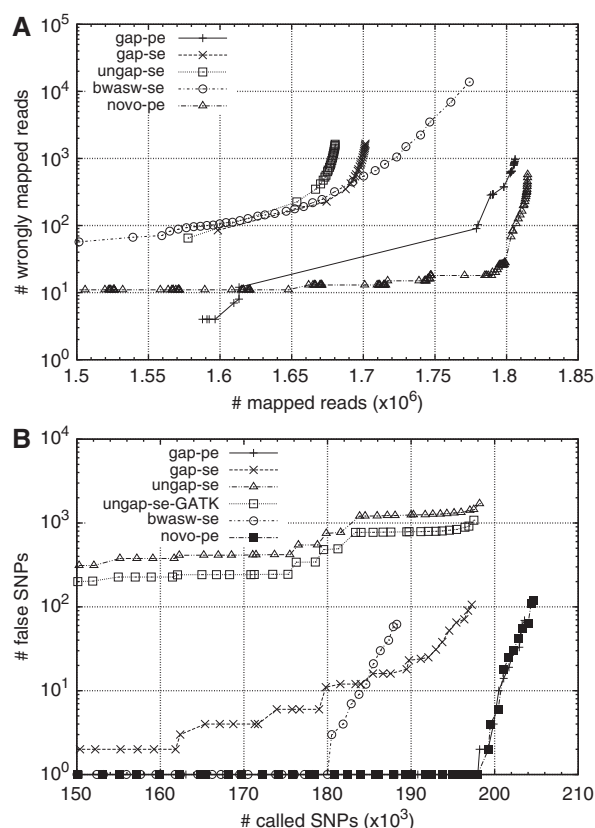 A
# wrongly mapped reads
10^5
10^4
10^3
10^2
10^1
10^0
gap-pe
gap-se
ungap-se
bwasw-se
novo-pe
1.5
1.55
1.6
1.65
1.7
1.75
1.8
1.85
# mapped reads (x10^6)
B
# false SNPs
10^4
10^3
10^2
10^1
10^0
gap-pe
gap-se
ungap-se
ungap-se-GATK
bwasw-se
novo-pe
150
160
170
180
190
200
210
# called SNPs (x10^3)